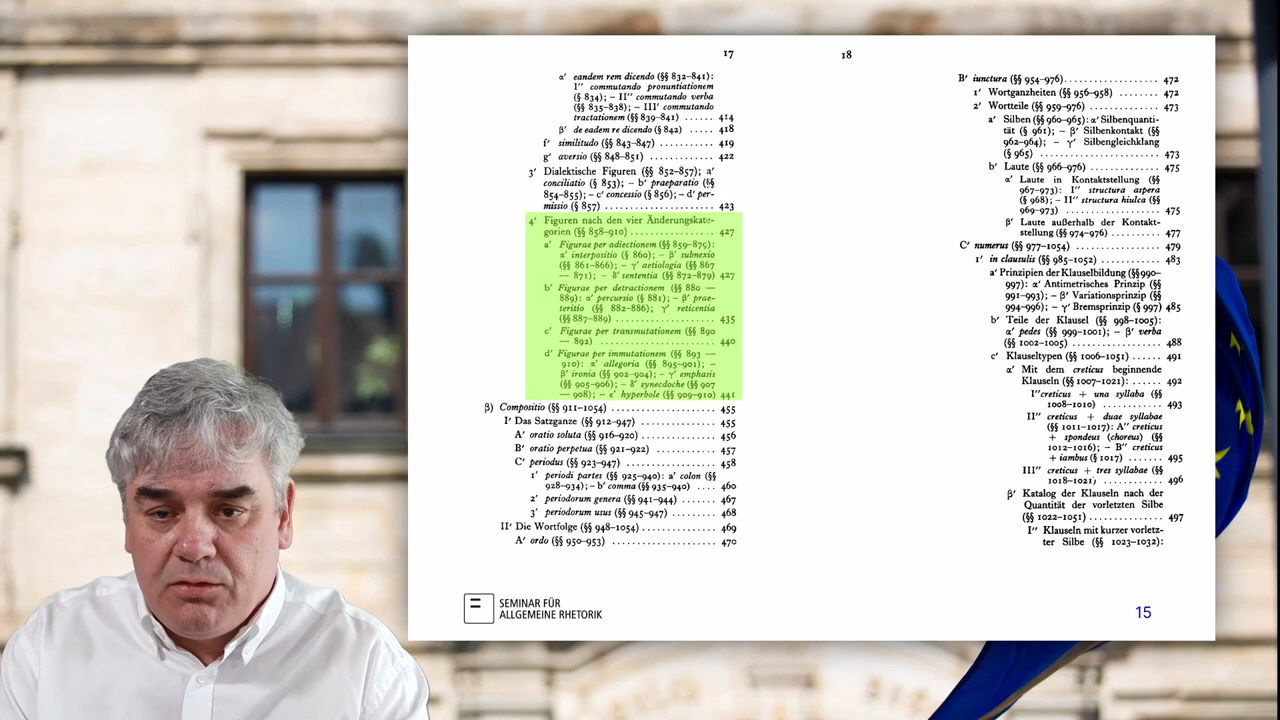 17
α′ eandem rem dicendo (§§ 832–841):
I″ commutando pronuntiationem
(§ 834); – II″ commutando verba
(§§ 835–838); – III′ commutando
tractationem (§§ 839–841) ...... 414
β′ de eadem re dicendo (§ 842) ..... 418
f′ similitudo (§§ 843–847) .......... 419
g′ aversio (§§ 848–851) ............ 422
3′ Dialektische Figuren (§§ 852–857); a′
conciliatio (§ 853); – b′ praeparatio (§§
854–855); – c′ concessio (§ 856); – d′ per-
missio (§ 857) ..................... 423
4′ Figuren nach den vier Änderungskate-
gorien (§§ 858–910) ................ 427
a′ Figurae per adiectionem (§§ 859–875):
α′ interpositio (§ 860); – β′ subnexio
(§§ 861–866); – γ′ aetiologia (§§ 867
— 871); – δ′ sententia (§§ 872–879) 427
b′ Figurae per detractionem (§§ 880 —
889): α′ percursio (§ 881); – β′ prae-
teritio (§§ 882–886); γ′ reticentia
(§§ 887–889) ..................... 435
c′ Figurae per transmutationem (§§ 890
— 892) ......................... 440
d′ Figurae per immutationem (§§ 893 —
910): α′ allegoria (§§ 895–901); –
β′ ironia (§§ 902–904); – γ′ emphasis
(§§ 905–906); – δ′ synecdoche (§§ 907
— 908); – ε′ hyperbole (§§ 909–910) 441
β) Compositio (§§ 911–1054) ................... 455
I′ Das Satzganze (§§ 912–947) ............... 455
A′ oratio soluta (§§ 916–920) .............. 456
B′ oratio perpetua (§§ 921–922) ............ 457
C′ periodus (§§ 923–947) .................. 458
1′ periodi partes (§§ 925–940): a′ colon (§§
928–934); – b′ comma (§§ 935–940) .... 460
2′ periodorum genera (§§ 941–944) ....... 467
3′ periodorum usus (§§ 945–947) ........ 468
II′ Die Wortfolge (§§ 948–1054) .............. 469
A′ ordo (§§ 950–953) ..................... 470
18
B′ iunctura (§§ 954–976)................... 472
1′ Wortganzheiten (§§ 956–958) ........ 472
2′ Wortteile (§§ 959–976) .............. 473
a′ Silben (§§ 960–965): α′ Silbenquanti-
tät (§ 961); – β′ Silbenkontakt (§§
962–964); – γ′ Silbengleichklang
(§ 965) ......................... 473
b′ Laute (§§ 966–976) .............. 475
α′ Laute in Kontaktstellung (§§
967–973): I″ structura aspera
(§ 968); – II″ structura hiulca (§§
969–973) ..................... 475
β′ Laute außerhalb der Kontakt-
stellung (§§ 974–976) .......... 477
C′ numerus (§§ 977–1054) ................. 479
1′ in clausulis (§§ 985–1052) ............. 483
a′ Prinzipien der Klauselbildung (§§ 990–
997): α′ Antimetrisches Prinzip (§§
991–993); – β′ Variationsprinzip (§§
994–996); – γ′ Bremsprinzip (§ 997) 485
b′ Teile der Klausel (§§ 998–1005):
α′ pedes (§§ 999–1001); – β′ verba
(§§ 1002–1005) .................. 488
c′ Klauseltypen (§§ 1006–1051) ..... 491
α′ Mit dem creticus beginnende
Klauseln (§§ 1007–1021): ...... 492
I″ creticus + una syllaba (§§
1008–1010) ................ 493
II″ creticus + duae syllabae
(§§ 1011–1017): A″ creticus
+ spondeus (choreus) (§§
1012–1016); – B″ creticus
+ iambus (§ 1017) ....... 495
III″ creticus + tres syllabae (§§
1018–1021) ............... 496
β′ Katalog der Klauseln nach der
Quantität der vorletzten Silbe
(§§ 1022–1051) ............... 497
I″ Klauseln mit kurzer vorletz-
ter Silbe (§§ 1023–1032):
SEMINAR FÜR
ALLGEMEINE RHETORIK
15